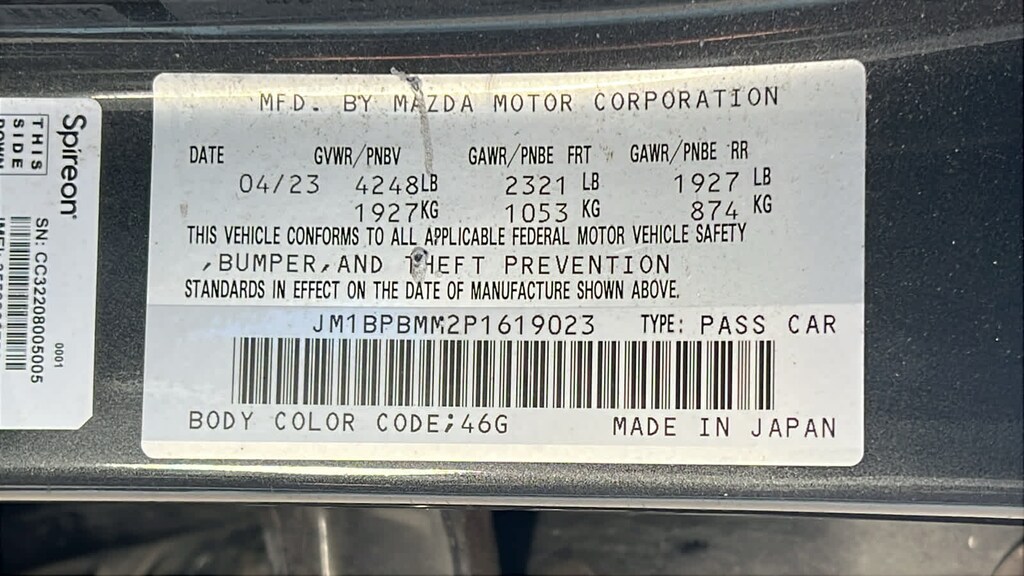 MFD. BY MAZDA MOTOR CORPORATION
DATE GVWR/PNBV GAWR/PNBE FRT GAWR/PNBE RR
04/23 4248LB 2321 LB 1927 LB
1927KG 1053 KG 874 KG
THIS VEHICLE CONFORMS TO ALL APPLICABLE FEDERAL MOTOR VEHICLE SAFETY
,BUMPER,AND THEFT PREVENTION
STANDARDS IN EFFECT ON THE DATE OF MANUFACTURE SHOWN ABOVE.
JM1BPBMM2P1619023 TYPE: PASS CAR
BODY COLOR CODE;46G MADE IN JAPAN
Spireon
THIS
SIDE
DOWN
0001
SN: CC32208005005